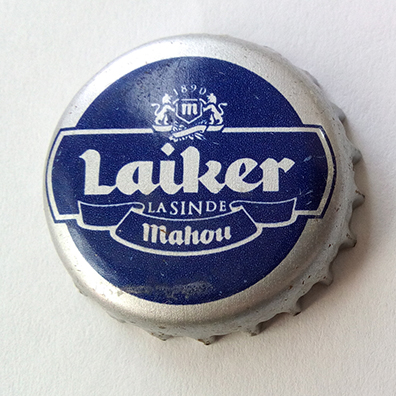 1890
m
Laiker
LA SIN DE
Mahou